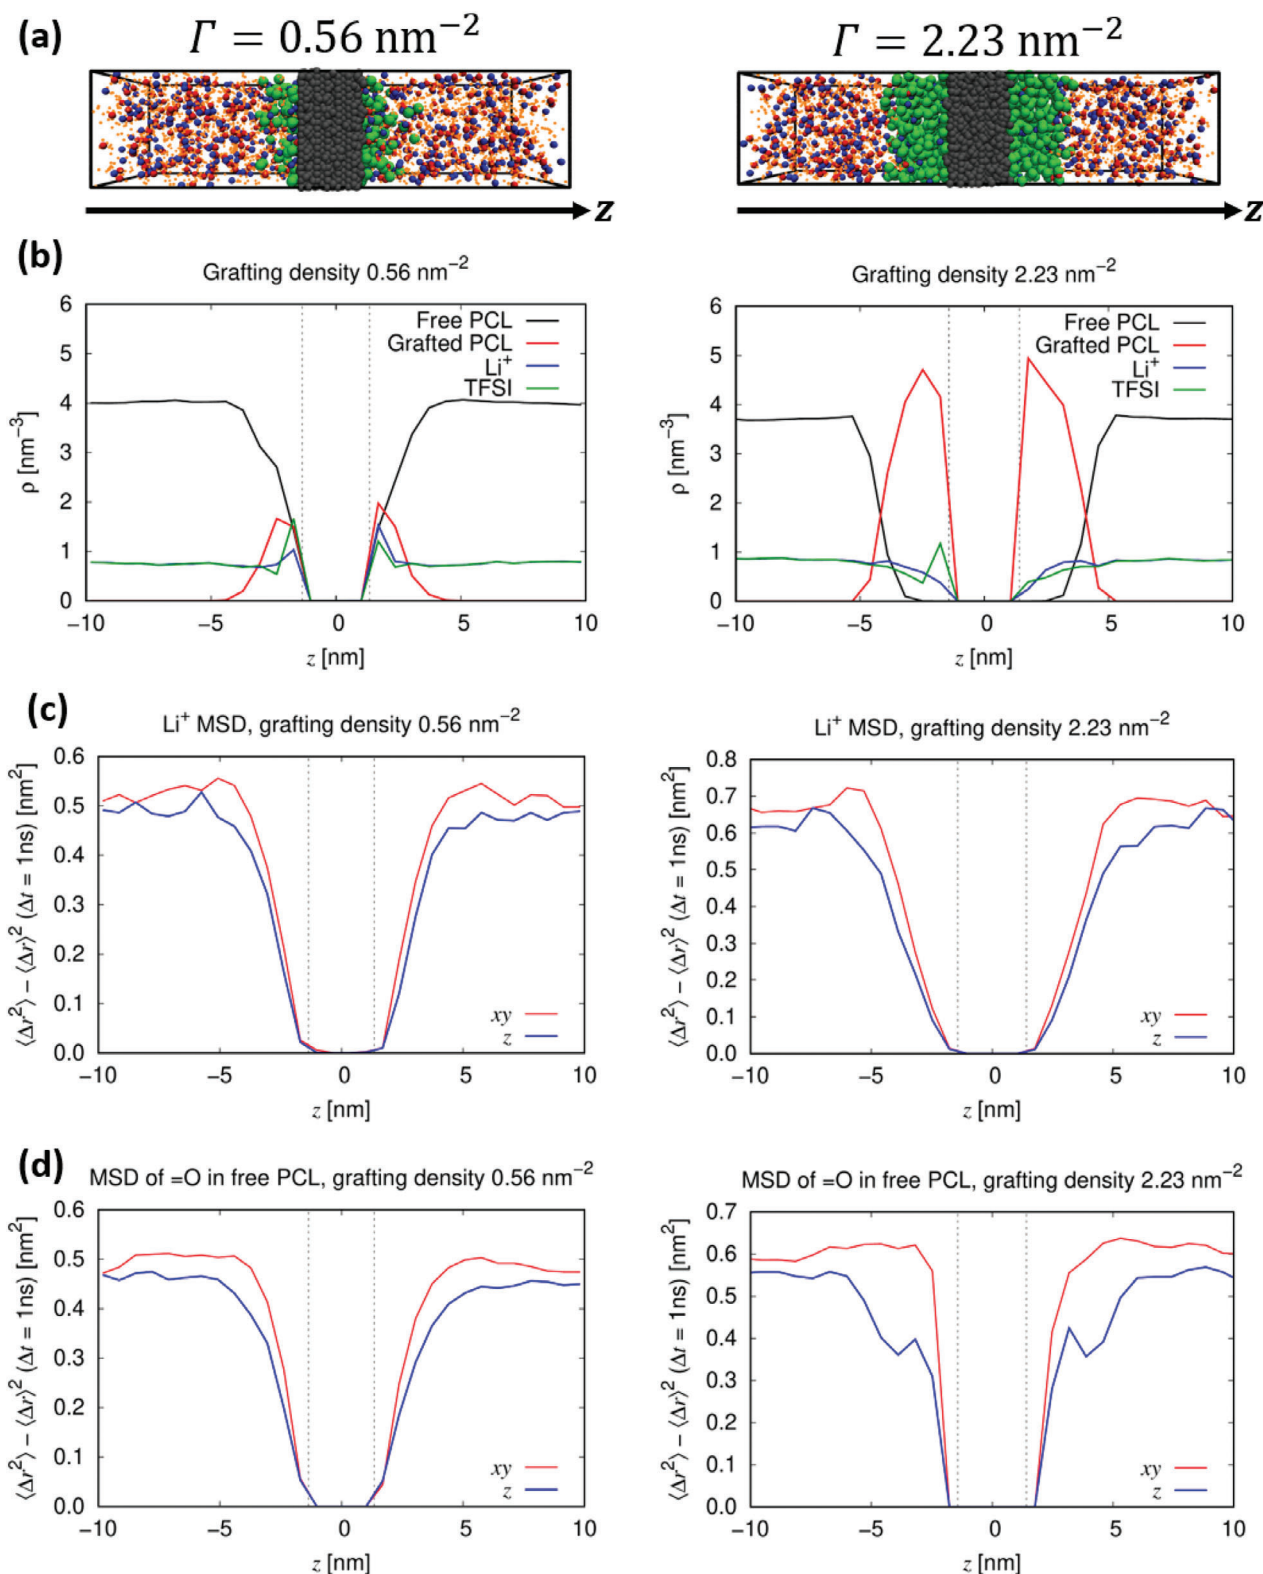 (a)
Γ = 0.56 nm⁻²
Γ = 2.23 nm⁻²
z
z
(b)
Grafting density 0.56 nm⁻²
6
5
4
3
2
1
0
ρ [nm⁻³]
Free PCL
Grafted PCL
Li⁺
TFSI
−10 −5 0 5 10
z [nm]
Grafting density 2.23 nm⁻²
6
5
4
3
2
1
0
ρ [nm⁻³]
Free PCL
Grafted PCL
Li⁺
TFSI
−10 −5 0 5 10
z [nm]
(c)
Li⁺ MSD, grafting density 0.56 nm⁻²
0.6
0.5
0.4
0.3
0.2
0.1
0.0
⟨Δr²⟩ − ⟨Δr⟩² (Δt = 1ns) [nm²]
xy
z
−10 −5 0 5 10
z [nm]
Li⁺ MSD, grafting density 2.23 nm⁻²
0.8
0.7
0.6
0.5
0.4
0.3
0.2
0.1
0.0
⟨Δr²⟩ − ⟨Δr⟩² (Δt = 1ns) [nm²]
xy
z
−10 −5 0 5 10
z [nm]
(d)
MSD of =O in free PCL, grafting density 0.56 nm⁻²
0.6
0.5
0.4
0.3
0.2
0.1
0.0
⟨Δr²⟩ − ⟨Δr⟩² (Δt = 1ns) [nm²]
xy
z
−10 −5 0 5 10
z [nm]
MSD of =O in free PCL, grafting density 2.23 nm⁻²
0.7
0.6
0.5
0.4
0.3
0.2
0.1
0.0
⟨Δr²⟩ − ⟨Δr⟩² (Δt = 1ns) [nm²]
xy
z
−10 −5 0 5 10
z [nm]